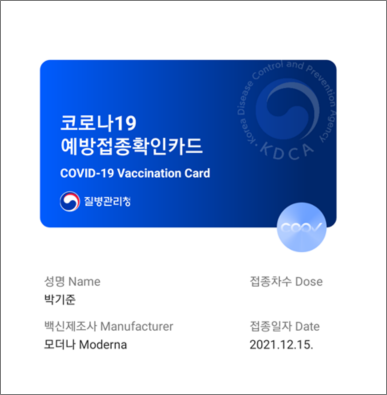 코로나19
예방접종확인카드
COVID-19 Vaccination Card
질병관리청
Korea Disease Control and Prevention Agency
KDCA
COOV
성명 Name
접종차수 Dose
박기준
백신제조사 Manufacturer
접종일자 Date
모더나 Moderna
2021.12.15.